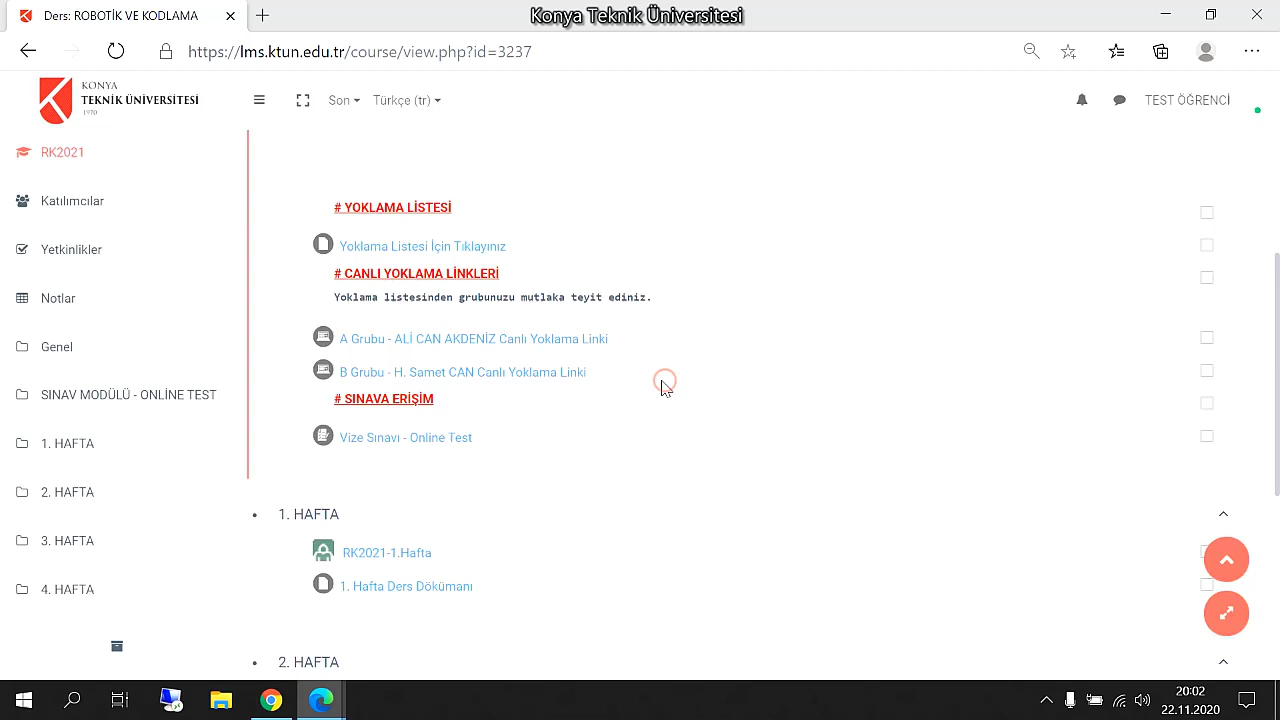 Ders: ROBOTİK VE KODLAMA
Konya Teknik Üniversitesi
https://lms.ktun.edu.tr/course/view.php?id=3237
KONYA
TEKNİK ÜNİVERSİTESİ
1970
Son
Türkçe (tr)
TEST ÖĞRENCİ
RK2021
Katılımcılar
Yetkinlikler
Notlar
Genel
SINAV MODÜLÜ - ONLİNE TEST
1. HAFTA
2. HAFTA
3. HAFTA
4. HAFTA
# YOKLAMA LİSTESİ
Yoklama Listesi İçin Tıklayınız
# CANLI YOKLAMA LİNKLERİ
Yoklama listesinden grubunuzu mutlaka teyit ediniz.
A Grubu - ALİ CAN AKDENİZ Canlı Yoklama Linki
B Grubu - H. Samet CAN Canlı Yoklama Linki
# SINAVA ERİŞİM
Vize Sınavı - Online Test
1. HAFTA
RK2021-1.Hafta
1. Hafta Ders Dökümanı
2. HAFTA
20:02
22.11.2020